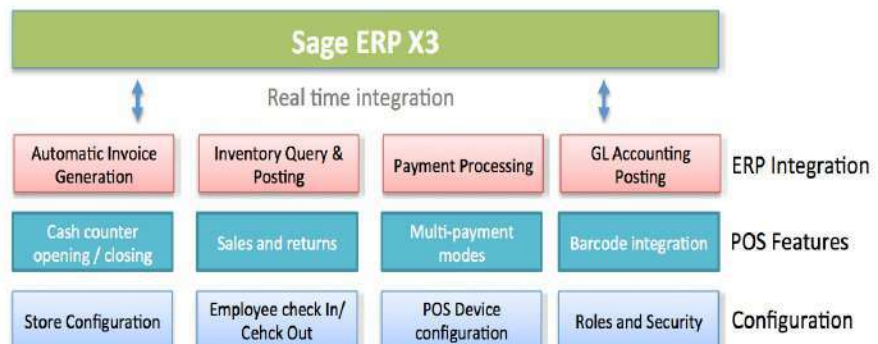 Sage ERP X3
Real time integration
Automatic Invoice
Generation
Inventory Query &
Posting
Payment Processing
GL Accounting
Posting
ERP Integration
Cash counter
opening / closing
Sales and returns
Multi-payment
modes
Barcode integration
POS Features
Store Configuration
Employee check In/
Cehck Out
POS Device
configuration
Roles and Security
Configuration